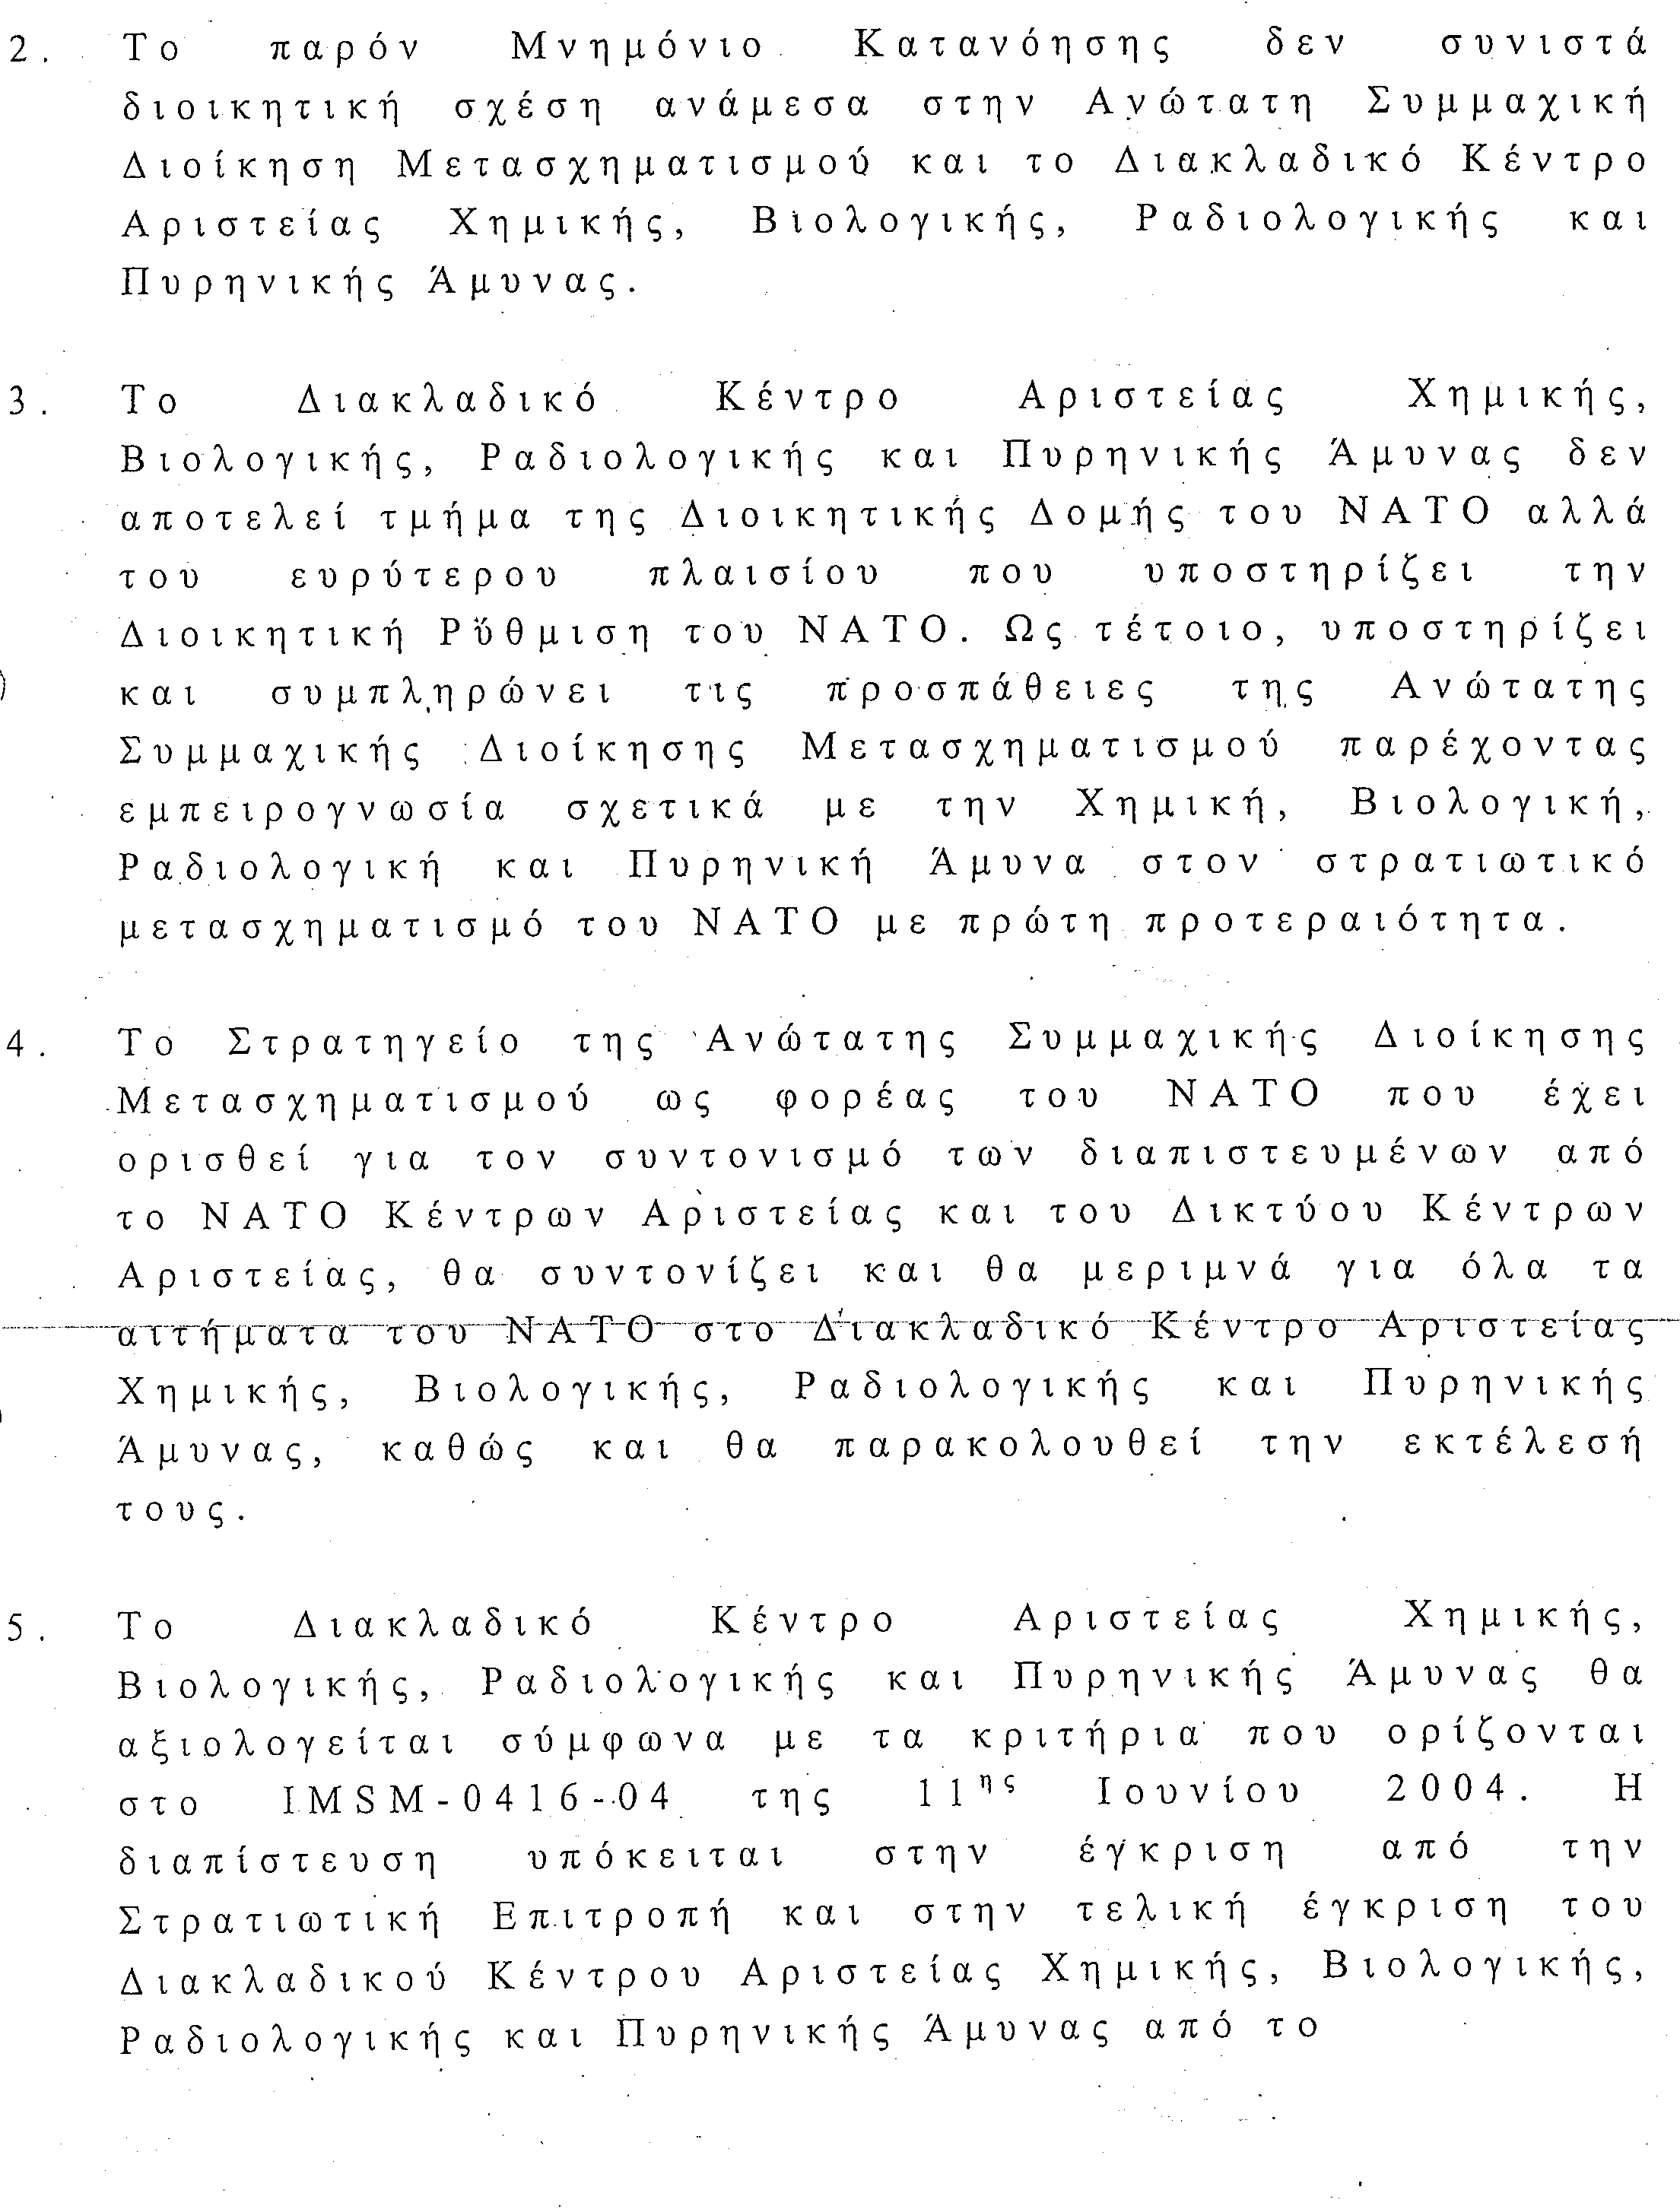 2. Το παρόν Μνημόνιο Κατανόησης δεν συνιστά
διοικητική σχέση ανάμεσα στην Ανώτατη Συμμαχική
Διοίκηση Μετασχηματισμού και το Διακλαδικό Κέντρο
Αριστείας Χημικής, Βιολογικής, Ραδιολογικής και
Πυρηνικής Άμυνας.
3. Το Διακλαδικό Κέντρο Αριστείας Χημικής,
Βιολογικής, Ραδιολογικής και Πυρηνικής Άμυνας δεν
αποτελεί τμήμα της Διοικητικής Δομής του ΝΑΤΟ αλλά
του ευρύτερου πλαισίου που υποστηρίζει την
Διοικητική Ρύθμιση του ΝΑΤΟ. Ως τέτοιο, υποστηρίζει
και συμπληρώνει τις προσπάθειες της Ανώτατης
Συμμαχικής Διοίκησης Μετασχηματισμού παρέχοντας
εμπειρογνωσία σχετικά με την Χημική, Βιολογική,
Ραδιολογική και Πυρηνική Άμυνα στον στρατιωτικό
μετασχηματισμό του ΝΑΤΟ με πρώτη προτεραιότητα.
4. Το Στρατηγείο της Ανώτατης Συμμαχικής Διοίκησης
Μετασχηματισμού ως φορέας του ΝΑΤΟ που έχει
ορισθεί για τον συντονισμό των διαπιστευμένων από
το ΝΑΤΟ Κέντρων Αριστείας και του Δικτύου Κέντρων
Αριστείας, θα συντονίζει και θα μεριμνά για όλα τα
αιτήματα του ΝΑΤΟ στο Διακλαδικό Κέντρο Αριστείας
Χημικής, Βιολογικής, Ραδιολογικής και Πυρηνικής
Άμυνας, καθώς και θα παρακολουθεί την εκτέλεσή
τους.
5. Το Διακλαδικό Κέντρο Αριστείας Χημικής,
Βιολογικής, Ραδιολογικής και Πυρηνικής Άμυνας θα
αξιολογείται σύμφωνα με τα κριτήρια που ορίζονται
στο IMSM-0416-04 της 11ης Ιουνίου 2004. Η
διαπίστευση υπόκειται στην έγκριση από την
Στρατιωτική Επιτροπή και στην τελική έγκριση του
Διακλαδικού Κέντρου Αριστείας Χημικής, Βιολογικής,
Ραδιολογικής και Πυρηνικής Άμυνας από το